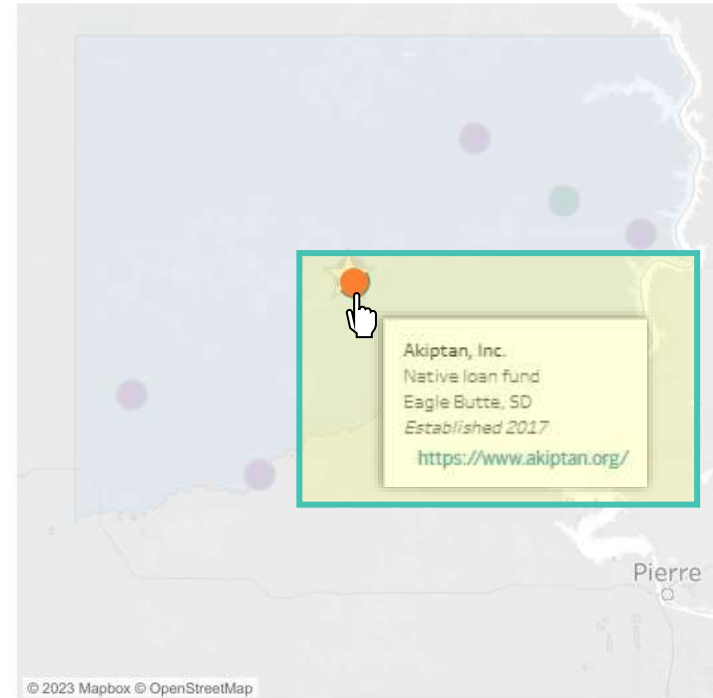 Akiptan, Inc.
Native loan fund
Eagle Butte, SD
Established 2017
https://www.akiptan.org/
Pierre
© 2023 Mapbox © OpenStreetMap